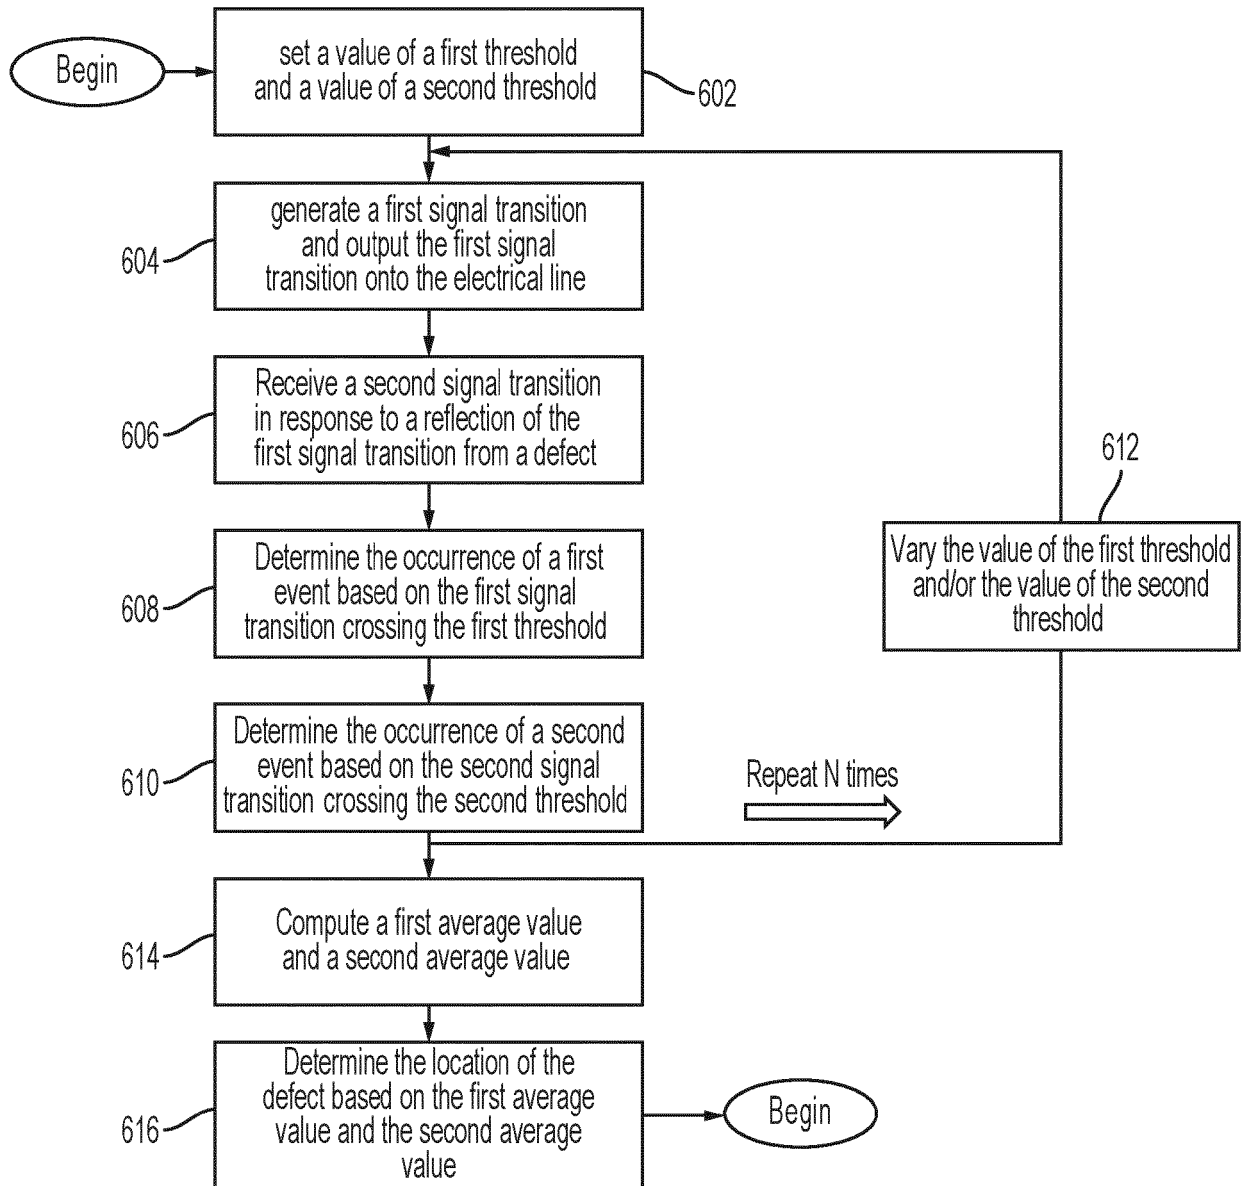 Begin
set a value of a first threshold
and a value of a second threshold
602
generate a first signal transition
and output the first signal
transition onto the electrical line
604
Receive a second signal transition
in response to a reflection of the
first signal transition from a defect
606
612
Vary the value of the first threshold
and/or the value of the second
threshold
Determine the occurrence of a first
event based on the first signal
transition crossing the first threshold
608
Determine the occurrence of a second
event based on the second signal
transition crossing the second threshold
610
Repeat N times
Compute a first average value
and a second average value
614
Determine the location of the
defect based on the first average
value and the second average
value
616
Begin